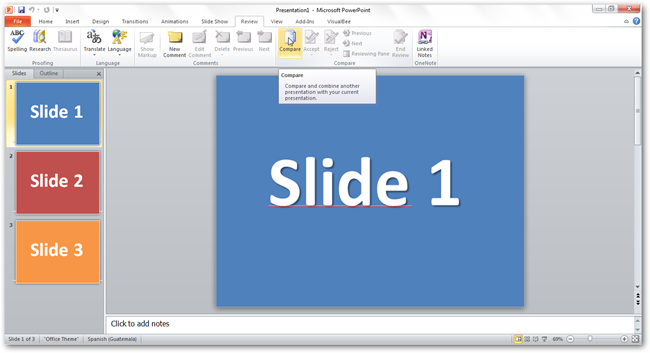 Presentation1 - Microsoft PowerPoint
File Home Insert Design Transitions Animations Slide Show Review View Add-Ins VisualBee
ABC
Spelling Research Thesaurus Translate Language Show Markup New Comment Edit Comment Delete Previous Next Compare Accept Reject Previous Next Reviewing Pane End Review Linked Notes
Proofing Language Comments Compare OneNote
Slides Outline
Compare
Compare and combine another
presentation with your current
presentation.
1
Slide 1
2
Slide 2
3
Slide 3
Slide 1
Click to add notes
Slide 1 of 3 "Office Theme" Spanish (Guatemala) 69%